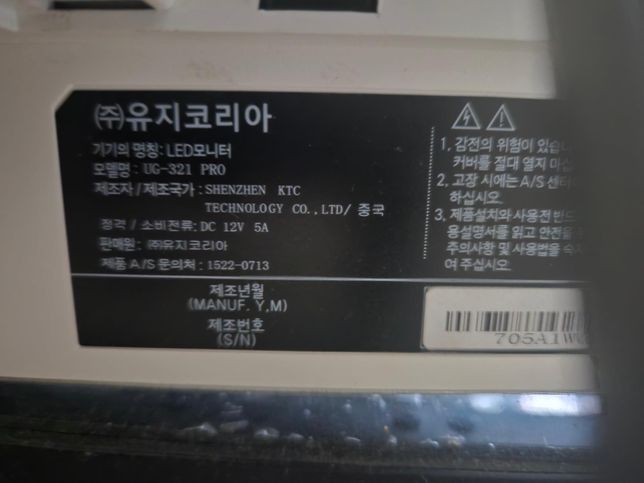 (주)유지코리아
기기의 명칭: LED모니터
모델명: UG-321 PRO
제조자/제조국가: SHENZHEN KTC
TECHNOLOGY CO.,LTD/ 중국
정격/소비전류: DC 12V 5A
판매원: ㈜유지코리아
제품 A/S 문의처: 1522-0713
제조년월
(MANUF. Y,M)
제조번호
(S/N)
1. 감전의 위험이 있습니
커버를 절대 열지 마십
2. 고장 시에는 A/S 센터
하십시오.
3. 제품설치와 사용전 반드
용설명서를 읽고 안전을
주의사항 및 사용법을 숙
여 주십시오.
705A1W